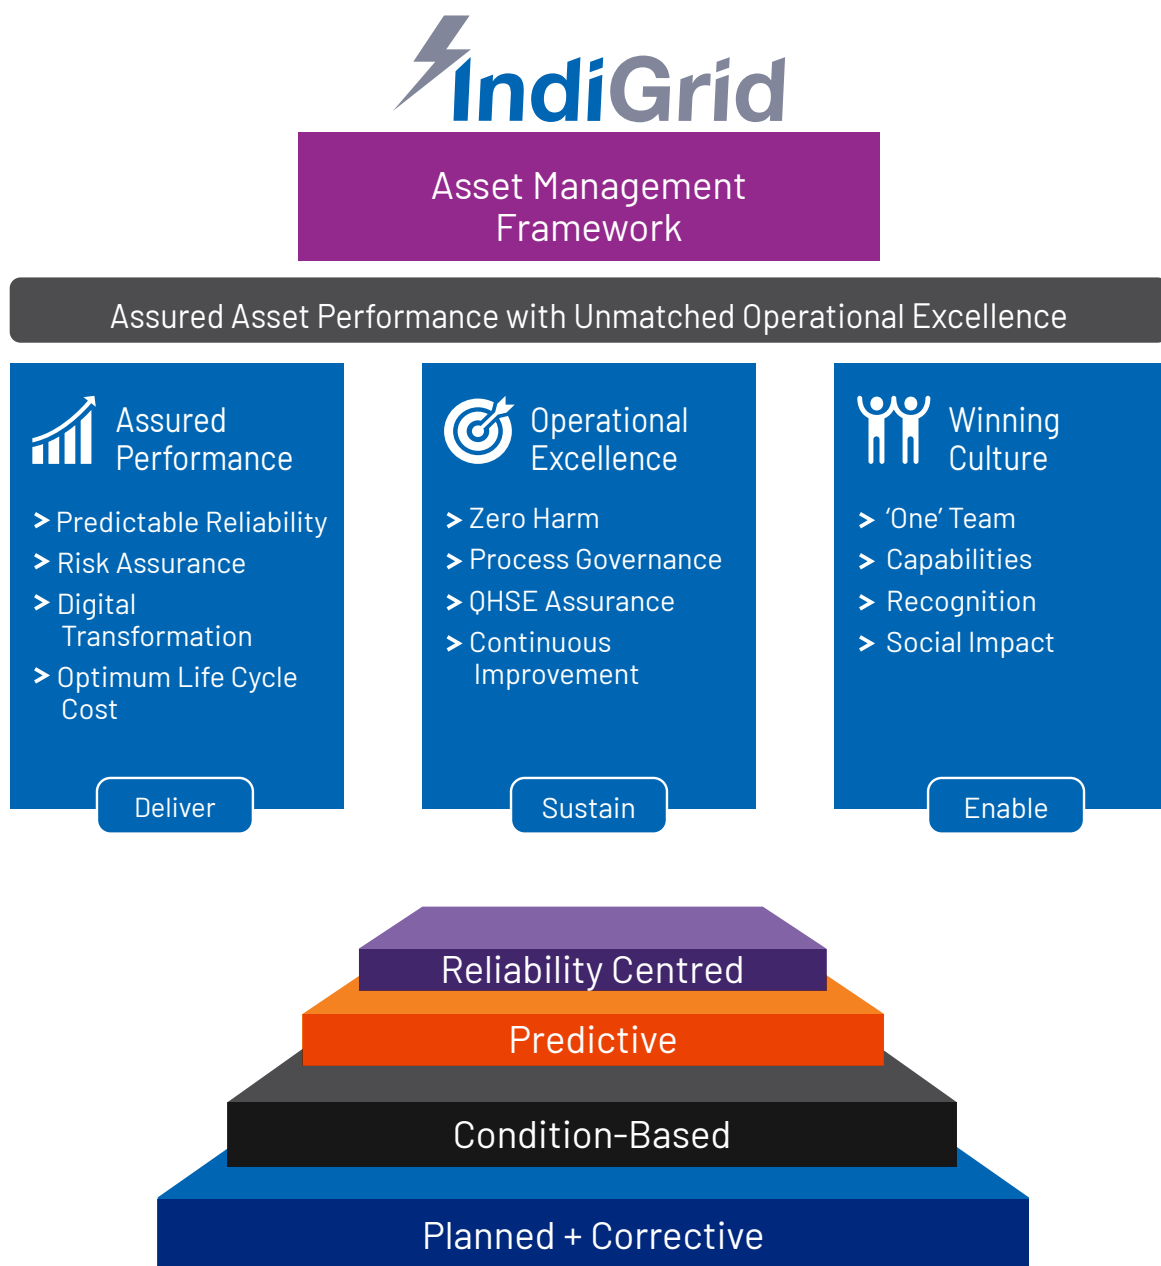 IndiGrid
Asset Management
Framework
Assured Asset Performance with Unmatched Operational Excellence
Assured
Performance
> Predictable Reliability
> Risk Assurance
> Digital
Transformation
> Optimum Life Cycle
Cost
Deliver
Operational
Excellence
> Zero Harm
> Process Governance
> QHSE Assurance
> Continuous
Improvement
Sustain
Winning
Culture
> ‘One’ Team
> Capabilities
> Recognition
> Social Impact
Enable
Reliability Centred
Predictive
Condition-Based
Planned + Corrective